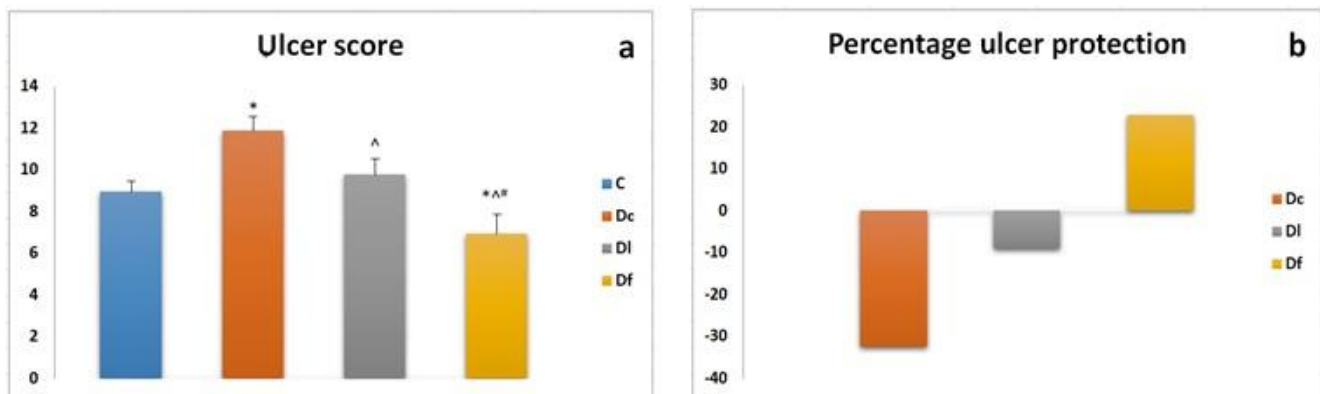 Ulcer score
a
14
12
10
8
6
4
2
0
*
^
*^#
C
Dc
Dl
Df
Percentage ulcer protection
b
30
20
10
0
-10
-20
-30
-40
Dc
Dl
Df